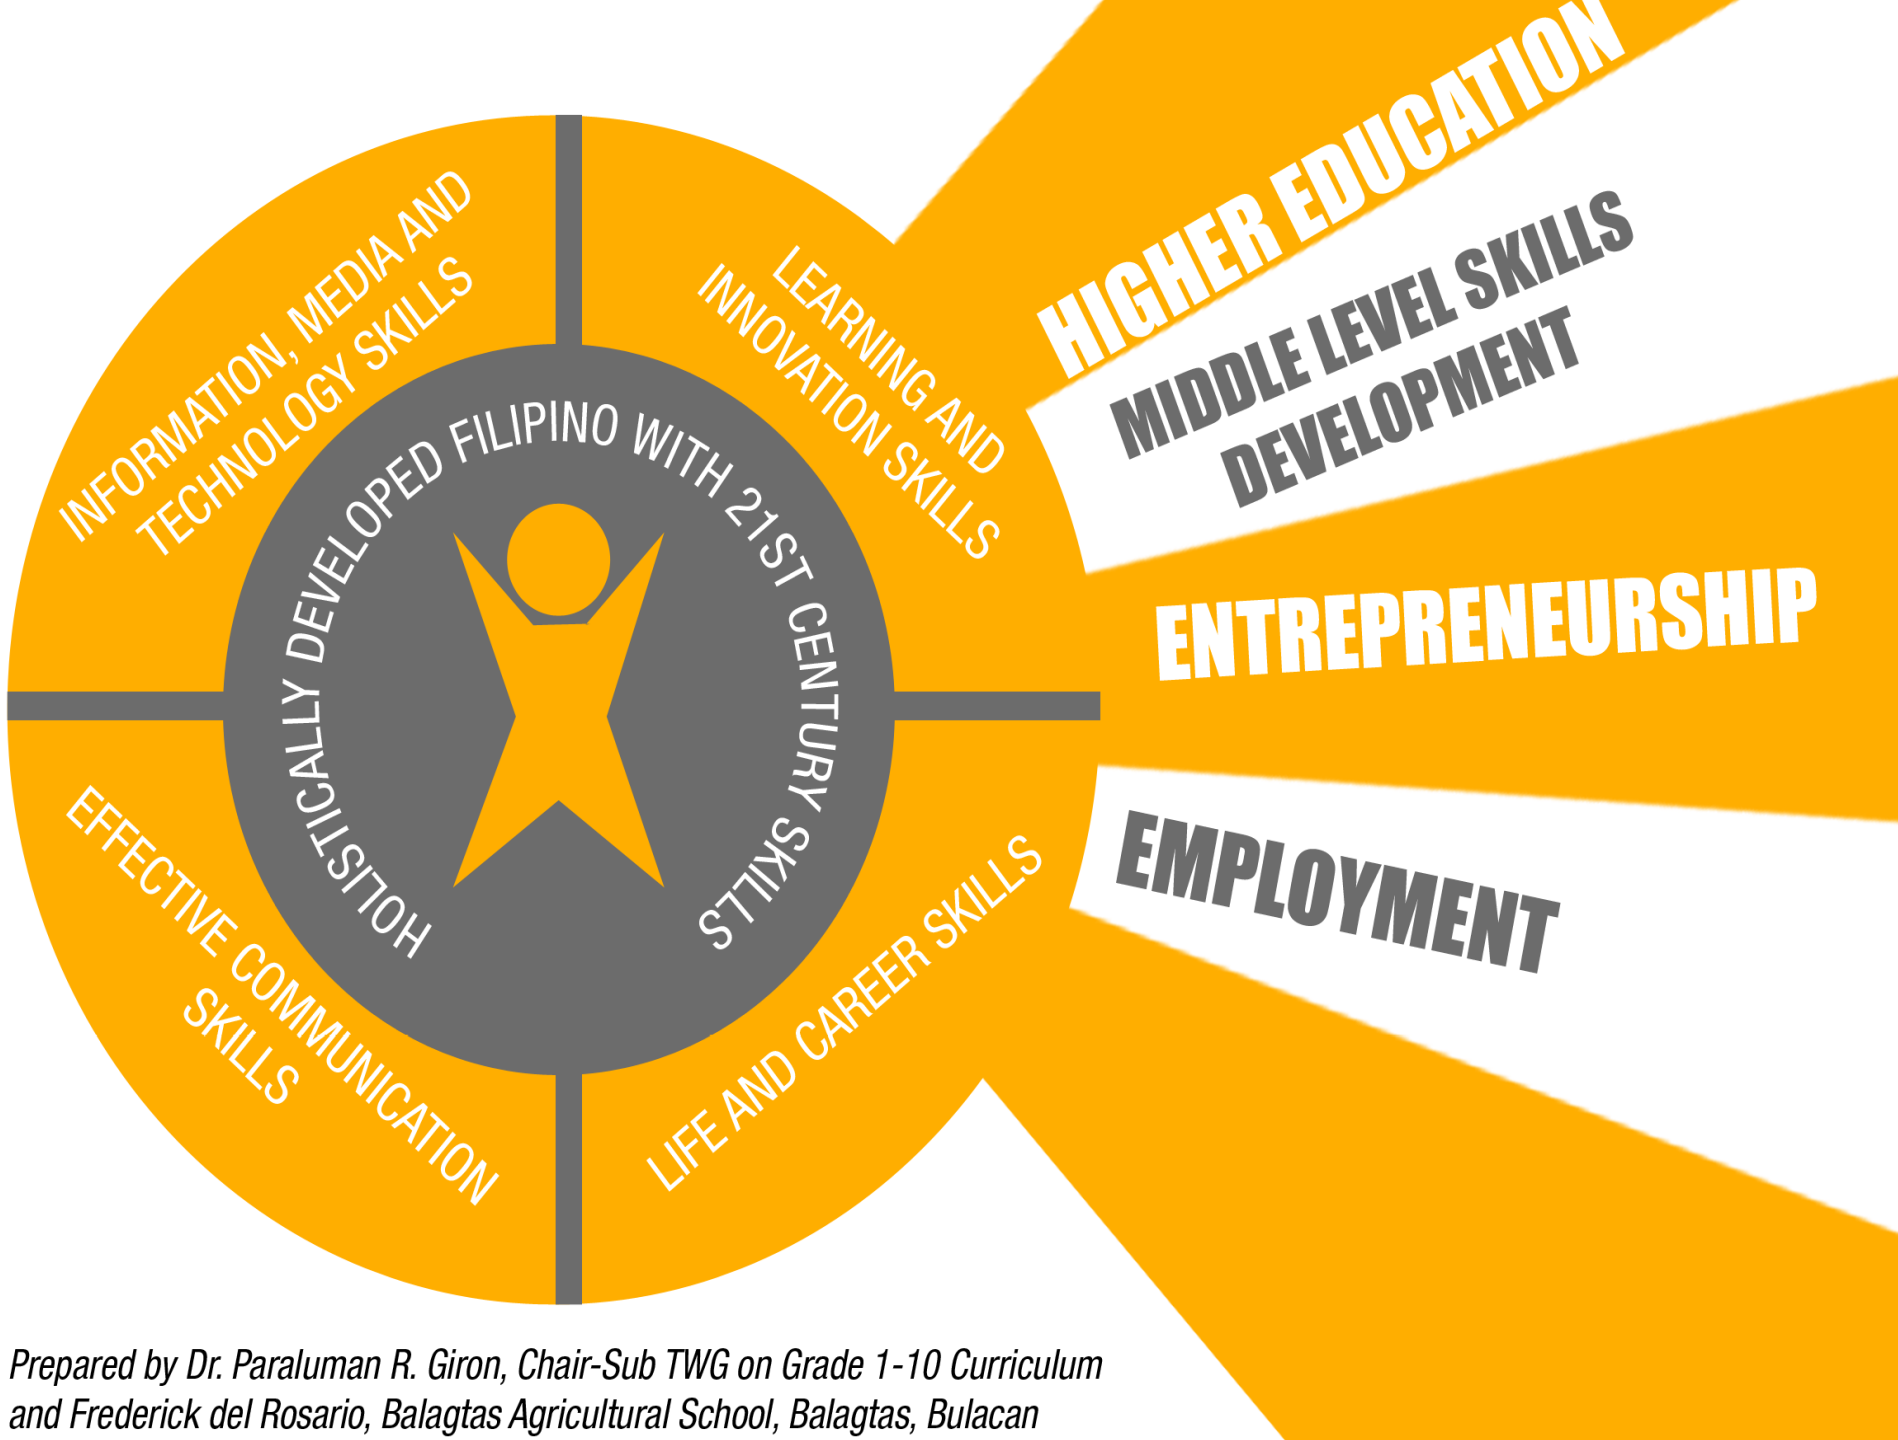 INFORMATION, MEDIA AND
TECHNOLOGY SKILLS
LEARNING AND
INNOVATION SKILLS
HOLISTICALLY DEVELOPED FILIPINO WITH 21ST CENTURY SKILLS
EFFECTIVE COMMUNICATION
SKILLS
LIFE AND CAREER SKILLS
HIGHER EDUCATION
MIDDLE LEVEL SKILLS
DEVELOPMENT
ENTREPRENEURSHIP
EMPLOYMENT
Prepared by Dr. Paraluman R. Giron, Chair-Sub TWG on Grade 1-10 Curriculum
and Frederick del Rosario, Balagtas Agricultural School, Balagtas, Bulacan